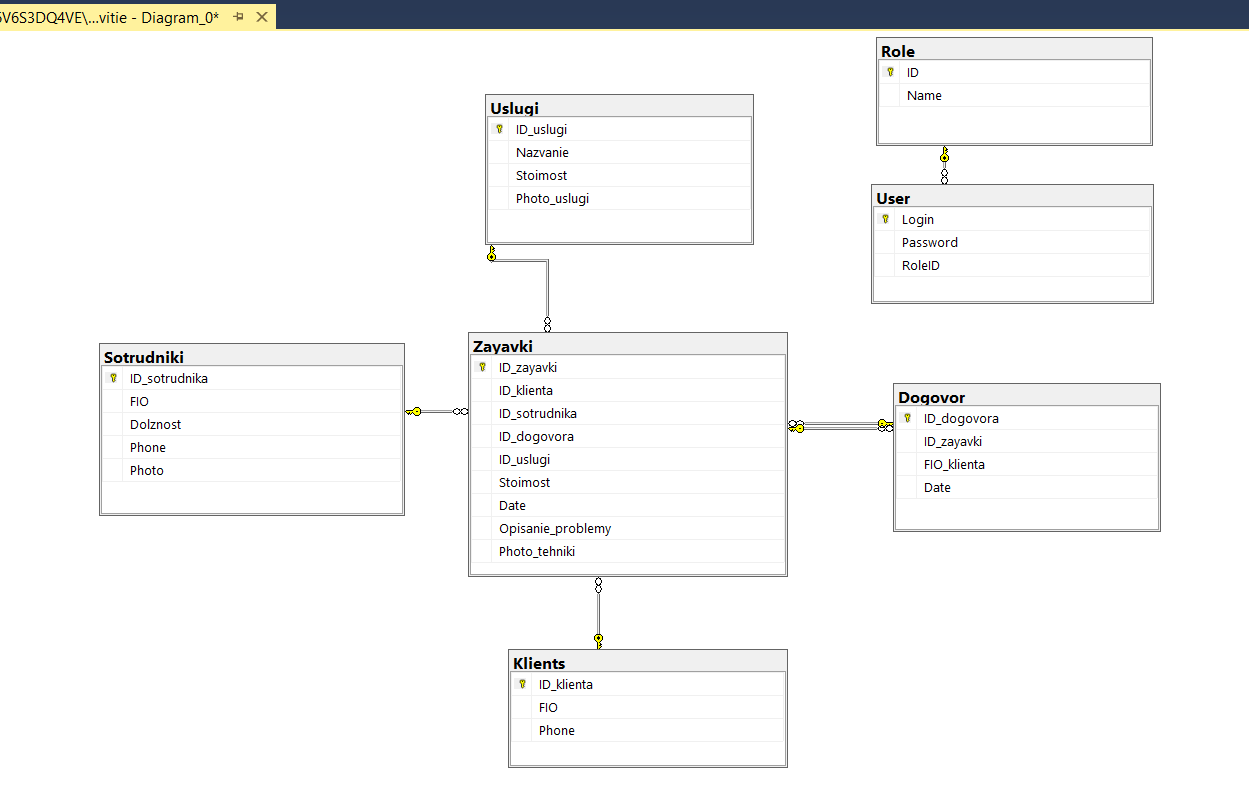 6V6S3DQ4VE\...vitie - Diagram_0*
Role
ID
Name
Uslugi
ID_uslugi
Nazvanie
Stoimost
Photo_uslugi
User
Login
Password
RoleID
Sotrudniki
ID_sotrudnika
FIO
Dolznost
Phone
Photo
Zayavki
ID_zayavki
ID_klienta
ID_sotrudnika
ID_dogovora
ID_uslugi
Stoimost
Date
Opisanie_problemy
Photo_tehniki
Dogovor
ID_dogovora
ID_zayavki
FIO_klienta
Date
Klients
ID_klienta
FIO
Phone